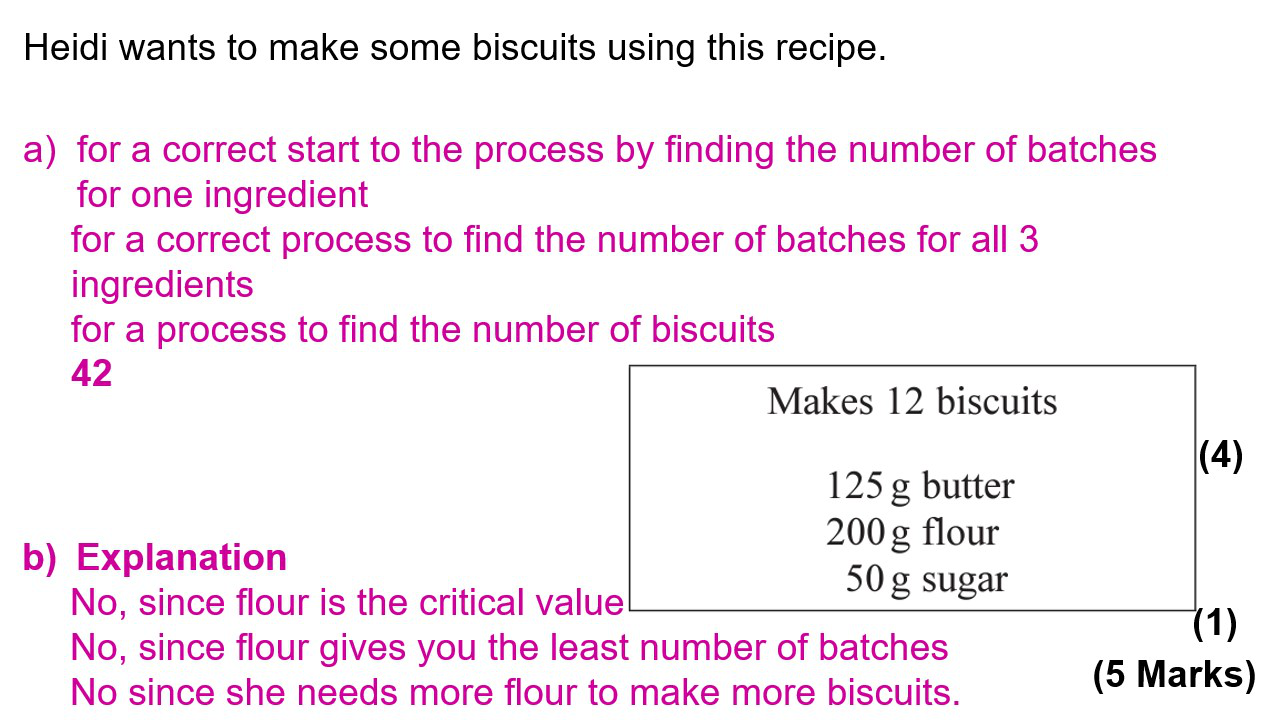 Heidi wants to make some biscuits using this recipe.
a) for a correct start to the process by finding the number of batches
for one ingredient
for a correct process to find the number of batches for all 3
ingredients
for a process to find the number of biscuits
42
Makes 12 biscuits
125 g butter
200 g flour
50 g sugar
(4)
b) Explanation
No, since flour is the critical value
No, since flour gives you the least number of batches
No since she needs more flour to make more biscuits.
(1)
(5 Marks)